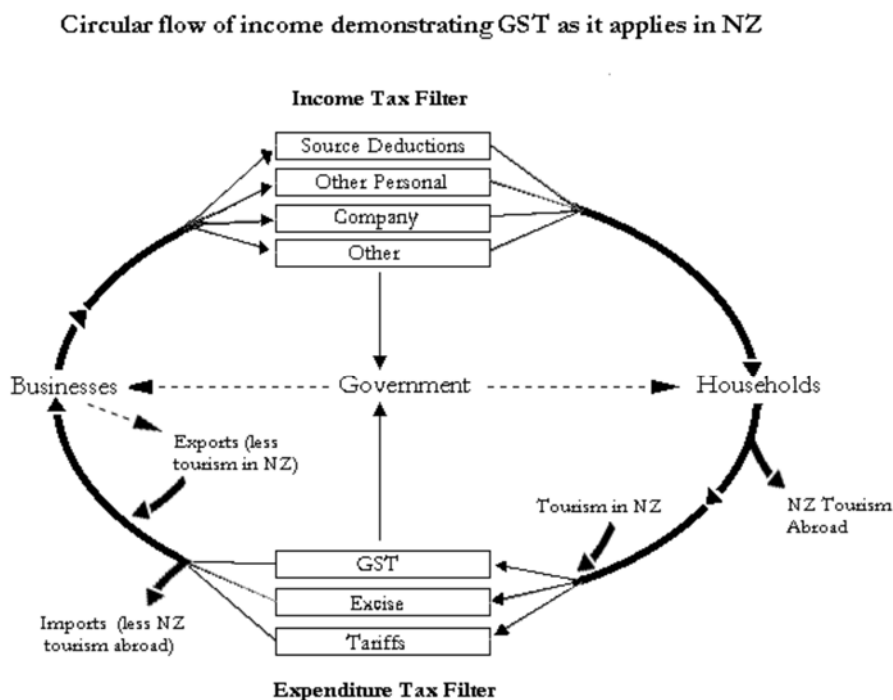 Circular flow of income demonstrating GST as it applies in NZ
Income Tax Filter
Source Deductions
Other Personal
Company
Other
Businesses
Government
Households
Exports (less
tourism in NZ)
Tourism in NZ
NZ Tourism
Abroad
GST
Excise
Tariffs
Imports (less NZ
tourism abroad)
Expenditure Tax Filter